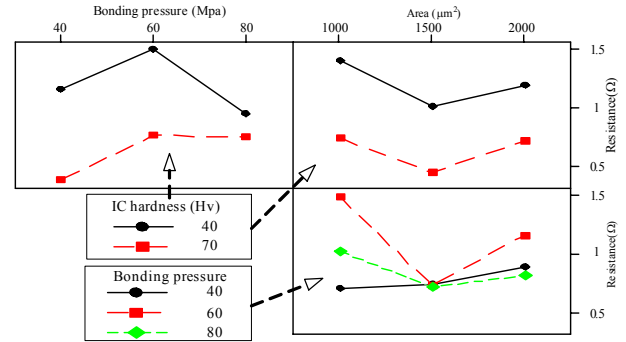 Bonding pressure (Mpa)
Area (μm²)
40 60 80
1000 1500 2000
1.5
1
0.5
Resistance(Ω)
IC hardness (Hv)
40
70
1.5
1
0.5
Resistance(Ω)
Bonding pressure
40
60
80